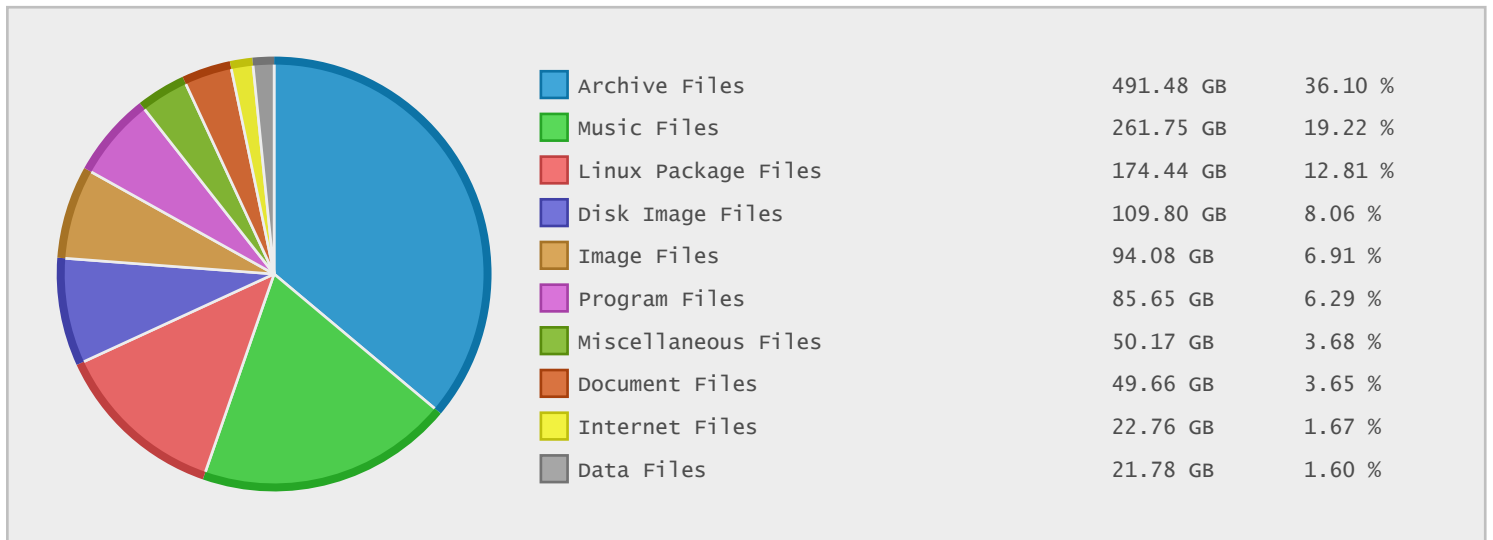 Archive Files 491.48 GB 36.10 %
Music Files 261.75 GB 19.22 %
Linux Package Files 174.44 GB 12.81 %
Disk Image Files 109.80 GB 8.06 %
Image Files 94.08 GB 6.91 %
Program Files 85.65 GB 6.29 %
Miscellaneous Files 50.17 GB 3.68 %
Document Files 49.66 GB 3.65 %
Internet Files 22.76 GB 1.67 %
Data Files 21.78 GB 1.60 %